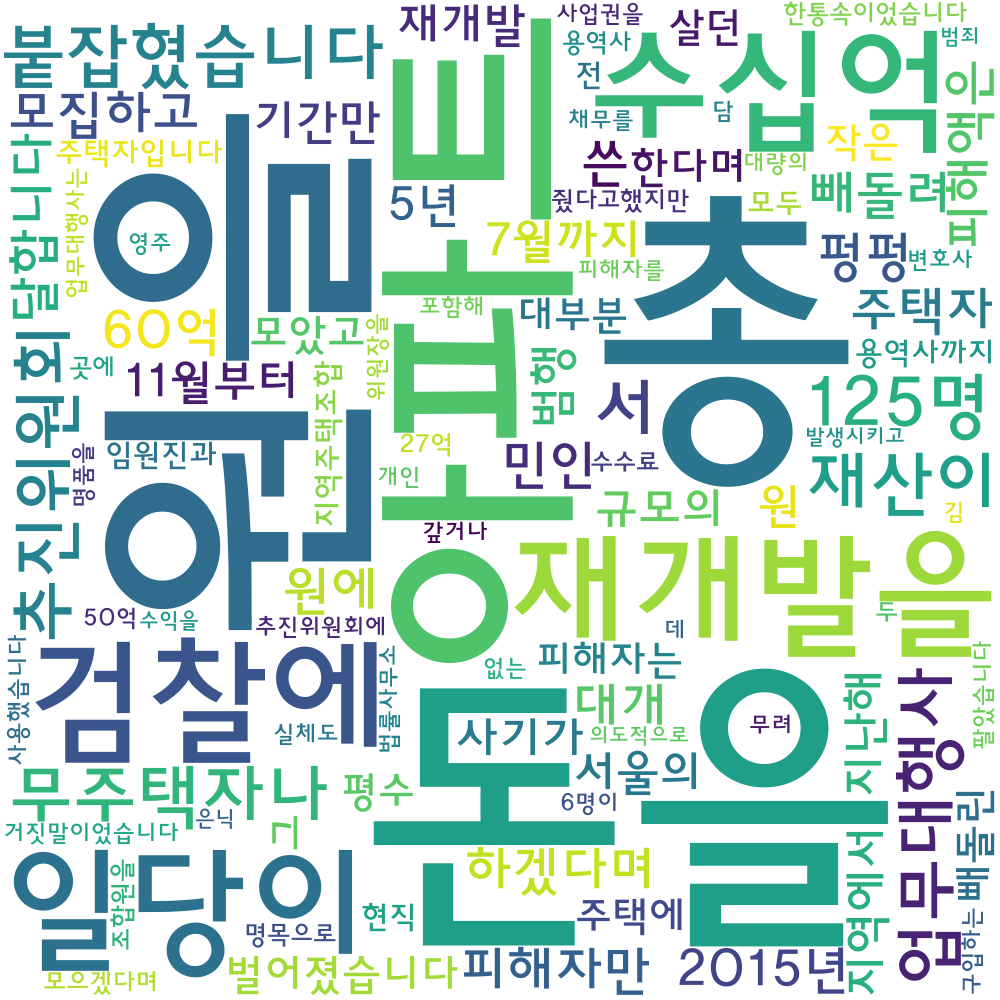 붙잡혔습니다
재개발
사업권을
살던
한통속이었습니다
용역사
범죄
모집하고
기간만
전
수십억
채무를
담
피해액은
주택자입니다
쓴한다며
대량의
작은
달합니다
업무대행사는
영주
일
피
5년
줬다고했지만
모두
빼돌려
7월까지
총
평평
변호사
피해자를
60억
모았고
포함해
대부분
주택자
위원장을
용역사까지
추진위원회
곳에
11월부터
지역주택조합
파
범행
서
125명
원
임원진과
27억
민인
발생시키고
명품을
개인
수수료
재산이
갚거나
규모의
원
김
원에
앙
재개발을
50억
수익을
추진위원회에
데
두
검찰에
법률사무소
없는
피해자는
사용했습니다
실체도
사기가
대개
의도적으로
무려
지난해
업무대행사
팔았습니다
돈을
서울의
무주택자나
평수
6명이
거짓말이었습니다
은닉
그
일당이
조합원을
하겠다며
지역에서
빼돌린
현직
주택에
명목으로
구입하는
모으겠다며
벌어졌습니다
피해자만
2015년